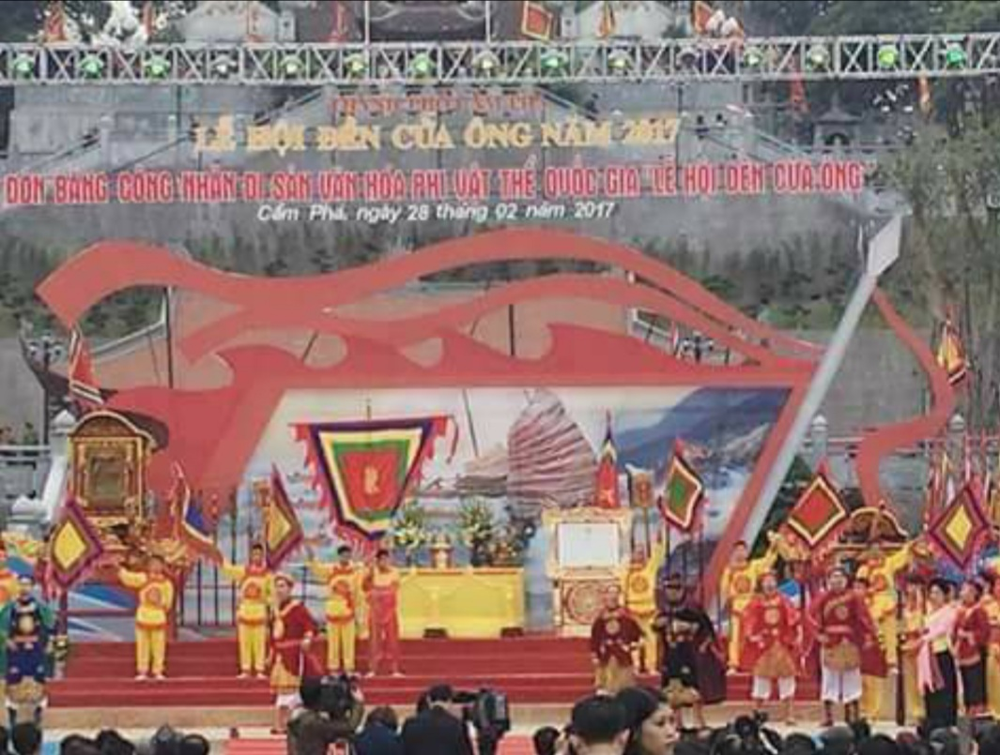 LỄ HỘI ĐỀN CỬA ÔNG NĂM 2017
ĐÓN BẰNG CÔNG NHẬN DI SẢN VĂN HÓA PHI VẬT THỂ QUỐC GIA "LỄ HỘI ĐỀN CỬA ÔNG"
Cẩm Phả, ngày 28 tháng 02 năm 2017